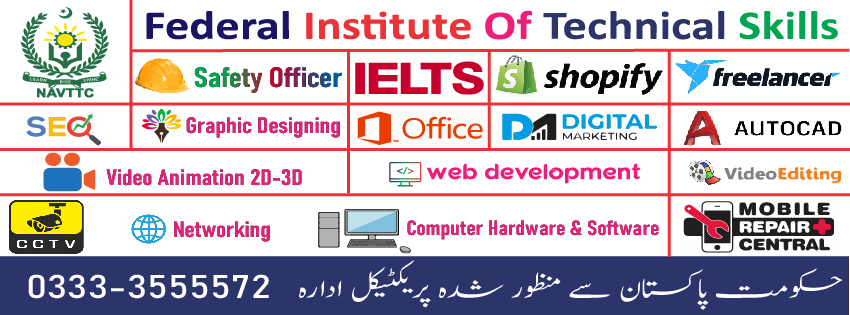 Federal Institute Of Technical Skills
NAVTTC
Safety Officer
IELTS
shopify
freelancer
SEO
Graphic Designing
Office
DIGITAL
MARKETING
AUTOCAD
Video Animation 2D-3D
web development
VideoEditing
CCTV
Networking
Computer Hardware & Software
MOBILE
REPAIR
CENTRAL
0333-3555572
حکومت پاکستان سے منظور شدہ پریکٹیکل ادارہ